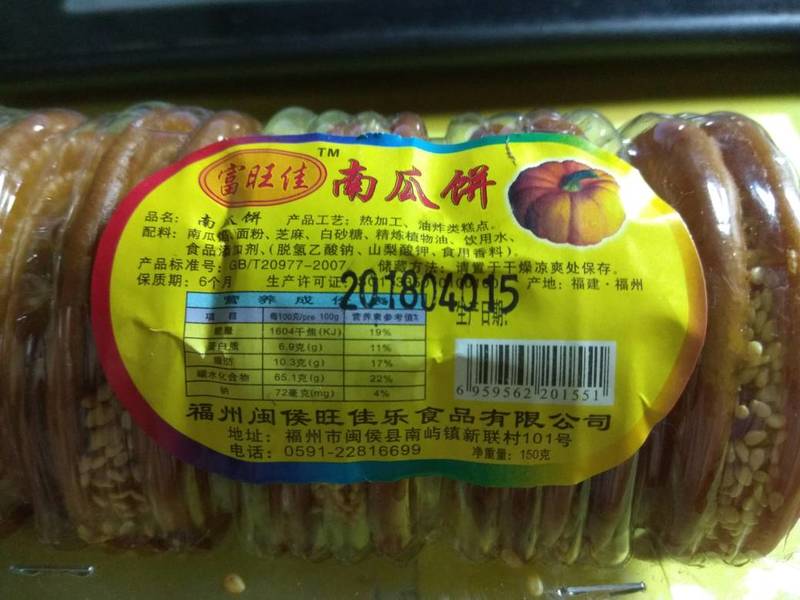 富旺佳 TM 南瓜饼
品名：南瓜饼 产品工艺：热加工、油炸类糕点。
配料：南瓜 面粉、芝麻、白砂糖、精炼植物油、饮用水、
食品添加剂、(脱氢乙酸钠、山梨酸钾、食用香料)。
产品标准号：GB/T20977-2007 储藏方法：请置于干燥凉爽处保存。
保质期：6个月 生产许可证 产地：福建·福州
201804015
生产日期:
营养成
项目 每100克/pre 100g 营养素参考值%
能量 1604千焦(KJ) 19%
蛋白质 6.9克(g) 11%
脂肪 10.3克(g) 17%
碳水化合物 65.1克(g) 22%
钠 72毫克(mg) 4%
6 959562 201551
福州闽侯旺佳乐食品有限公司
地址：福州市闽侯县南屿镇新联村101号
电话：0591-22816699 净重量：150克